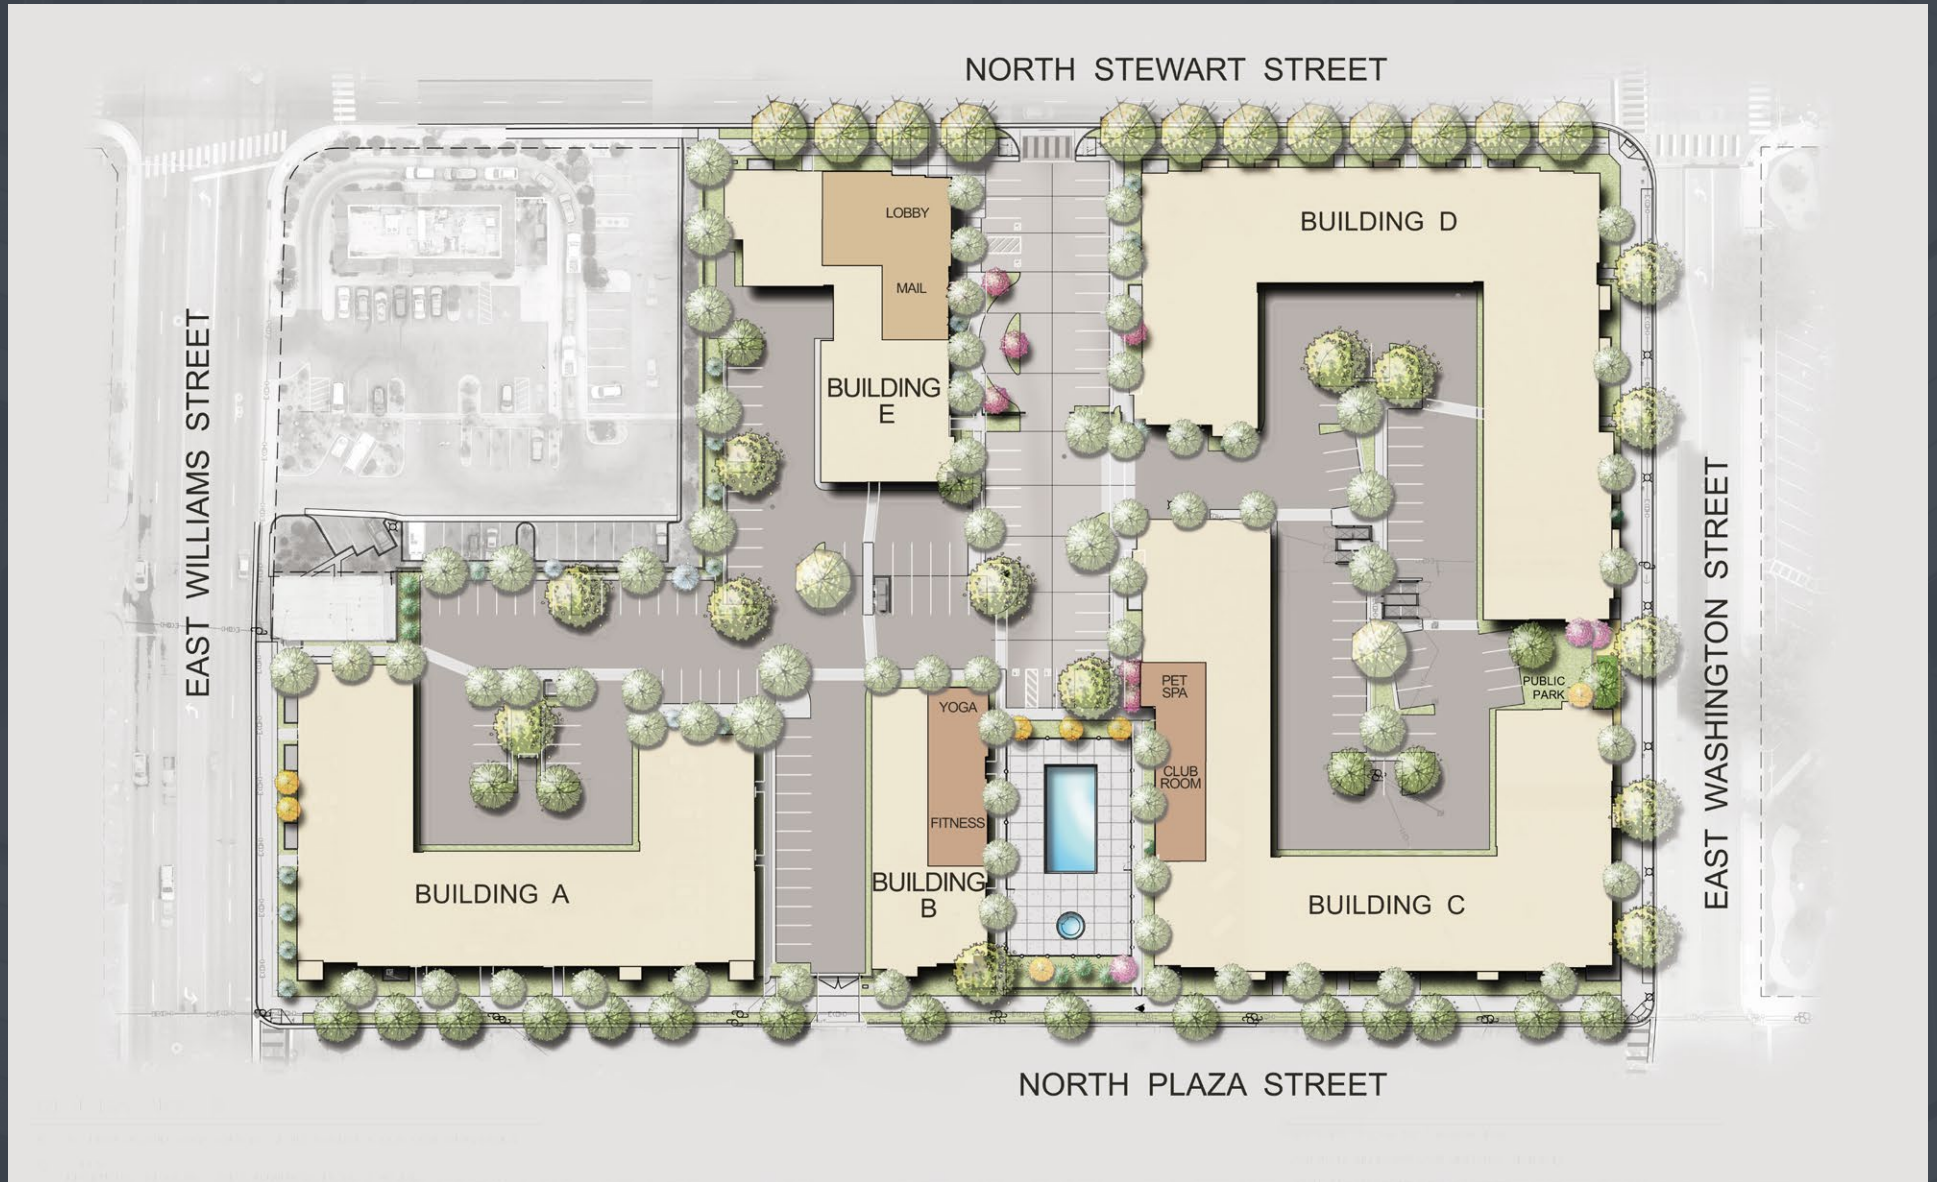 NORTH STEWART STREET
LOBBY
BUILDING D
MAIL
BUILDING
E
EAST WILLIAMS STREET
EAST WASHINGTON STREET
PET
SPA
PUBLIC
PARK
YOGA
CLUB
ROOM
FITNESS
BUILDING A
BUILDING
B
BUILDING C
NORTH PLAZA STREET